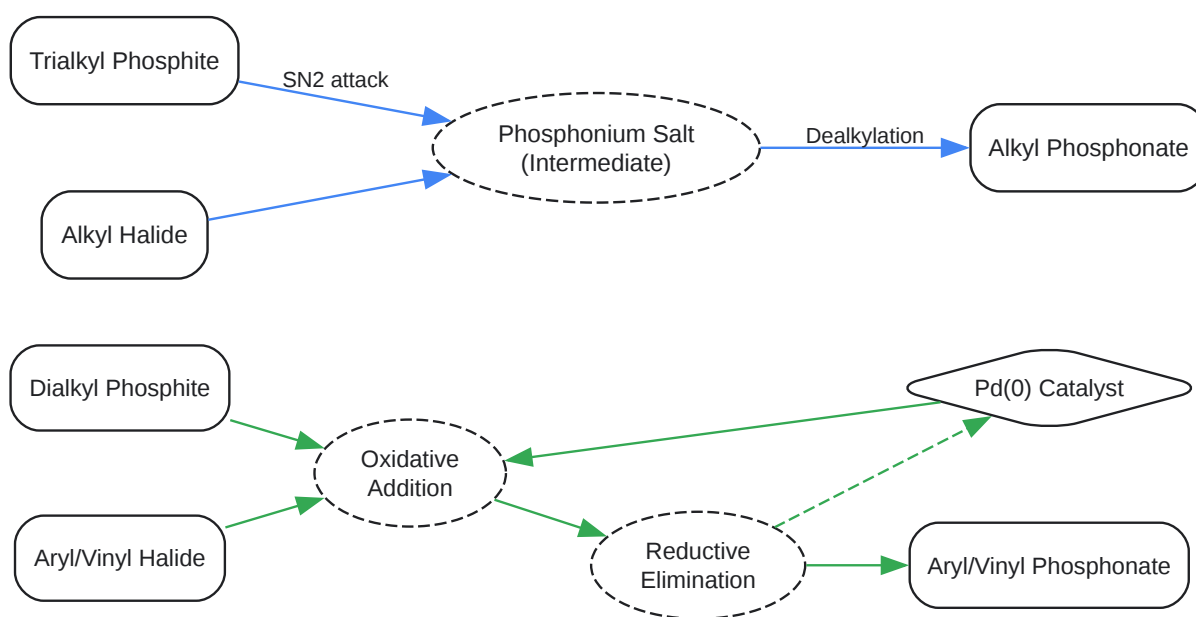 Trialkyl Phosphite
SN2 attack
Phosphonium Salt
(Intermediate)
Dealkylation
Alkyl Phosphonate
Alkyl Halide
Dialkyl Phosphite
Pd(0) Catalyst
Oxidative
Addition
Aryl/Vinyl Halide
Reductive
Elimination
Aryl/Vinyl Phosphonate